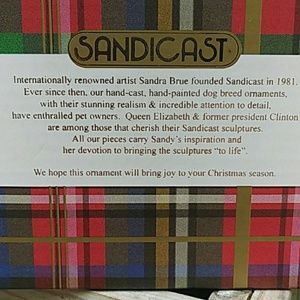 SANDICAST
Internationally renowned artist Sandra Brue founded Sandicast in 1981.
Ever since then, our hand-cast, hand-painted dog breed ornaments,
with their stunning realism & incredible attention to detail,
have enthralled pet owners. Queen Elizabeth & former president Clinton
are among those that cherish their Sandicast sculptures.
All our pieces carry Sandy's inspiration and
her devotion to bringing the sculptures "to life".
We hope this ornament will bring joy to your Christmas season.